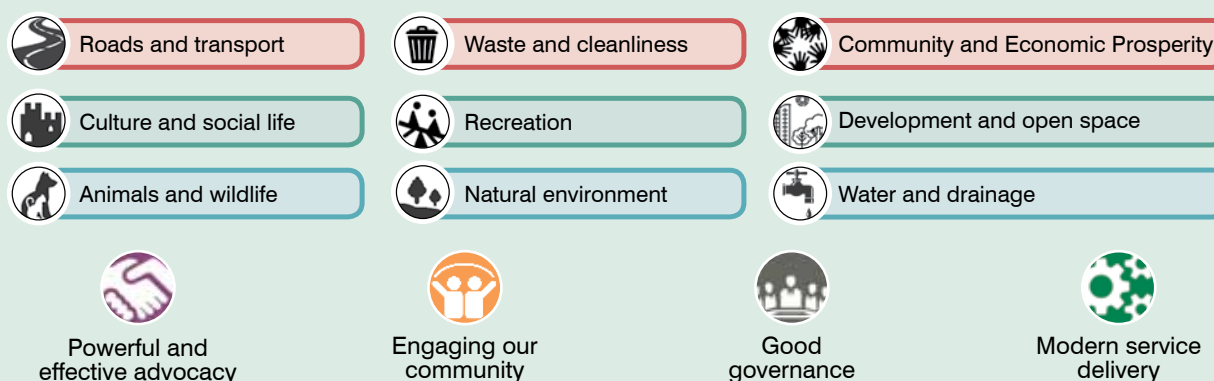 Roads and transport
Waste and cleanliness
Community and Economic Prosperity
Culture and social life
Recreation
Development and open space
Animals and wildlife
Natural environment
Water and drainage
Powerful and
effective advocacy
Engaging our
community
Good
governance
Modern service
delivery